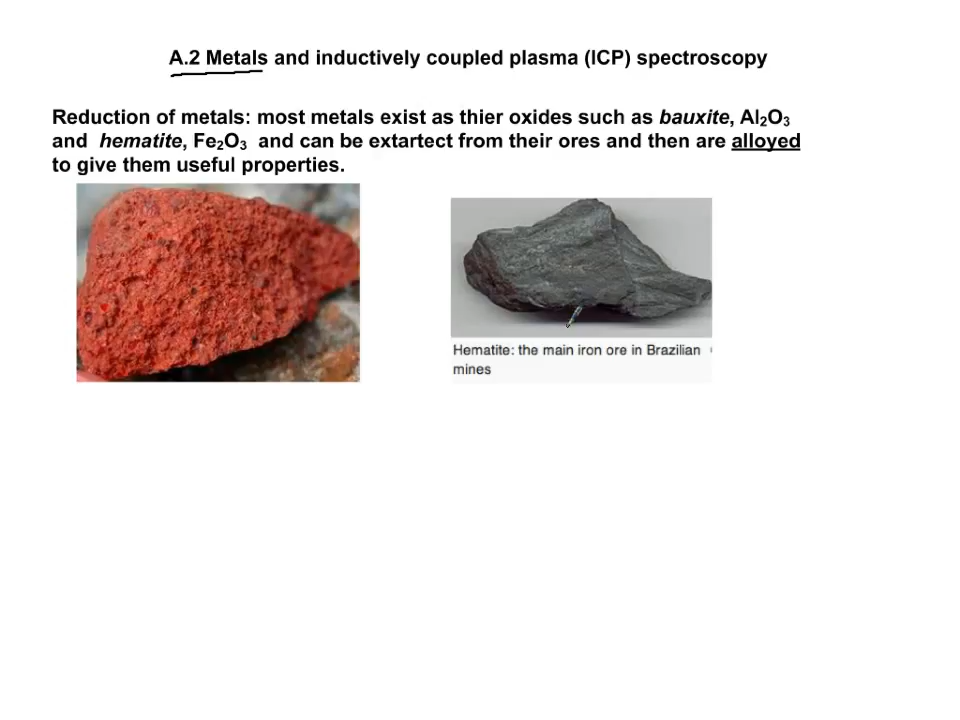 A.2 Metals and inductively coupled plasma (ICP) spectroscopy
Reduction of metals: most metals exist as thier oxides such as bauxite, Al₂O₃
and hematite, Fe₂O₃ and can be extartect from their ores and then are alloyed
to give them useful properties.
Hematite: the main iron ore in Brazilian
mines